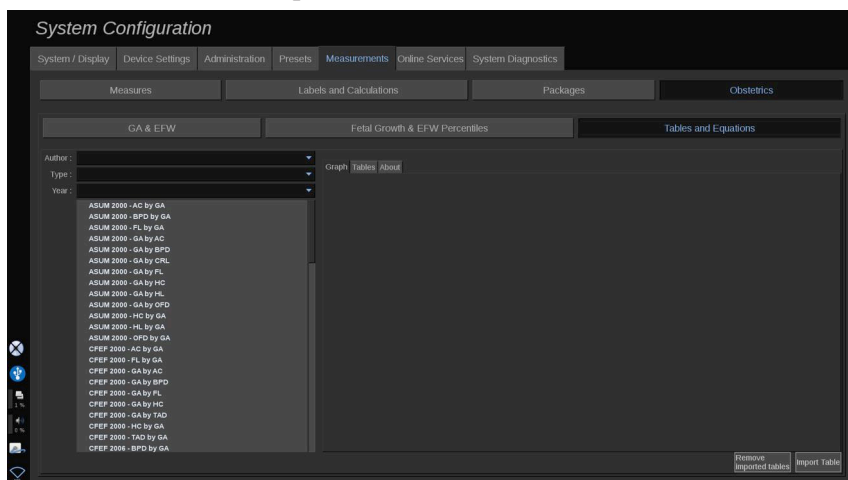 System Configuration
System / Display Device Settings Administration Presets Measurements Online Services System Diagnostics
Measures Labels and Calculations Packages Obstetrics
GA & EFW Fetal Growth & EFW Percentiles Tables and Equations
Author :
Type :
Year :
Graph Tables About
ASUM 2000 - AC by GA
ASUM 2000 - BPD by GA
ASUM 2000 - FL by GA
ASUM 2000 - GA by AC
ASUM 2000 - GA by BPD
ASUM 2000 - GA by CRL
ASUM 2000 - GA by FL
ASUM 2000 - GA by HC
ASUM 2000 - GA by HL
ASUM 2000 - GA by OFD
ASUM 2000 - HC by GA
ASUM 2000 - HL by GA
ASUM 2000 - OFD by GA
CFEF 2000 - AC by GA
CFEF 2000 - FL by GA
CFEF 2000 - GA by AC
CFEF 2000 - GA by BPD
CFEF 2000 - GA by FL
CFEF 2000 - GA by HC
CFEF 2000 - GA by TAD
CFEF 2000 - HC by GA
CFEF 2000 - TAD by GA
CFEF 2006 - BPD by GA
1 %
0 %
Remove
imported tables
Import Table